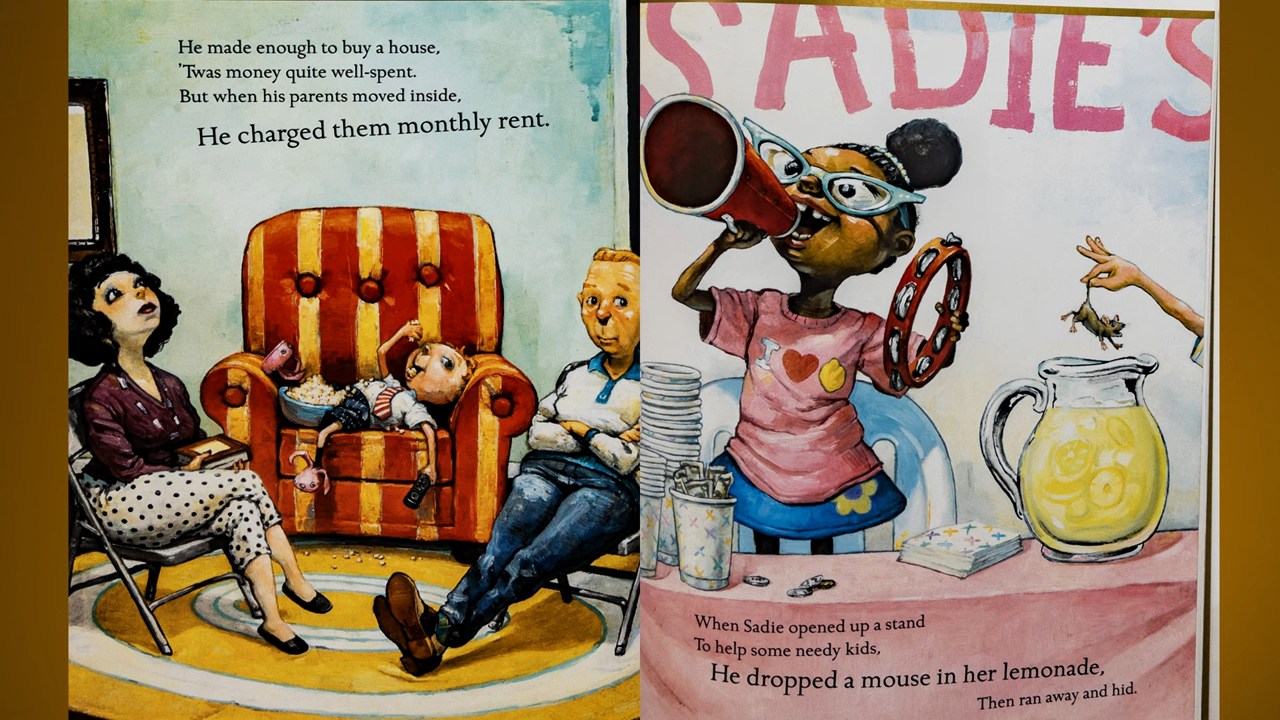 He made enough to buy a house,
'Twas money quite well-spent.
But when his parents moved inside,
He charged them monthly rent.
SADIE'S
I
When Sadie opened up a stand
To help some needy kids,
He dropped a mouse in her lemonade,
Then ran away and hid.